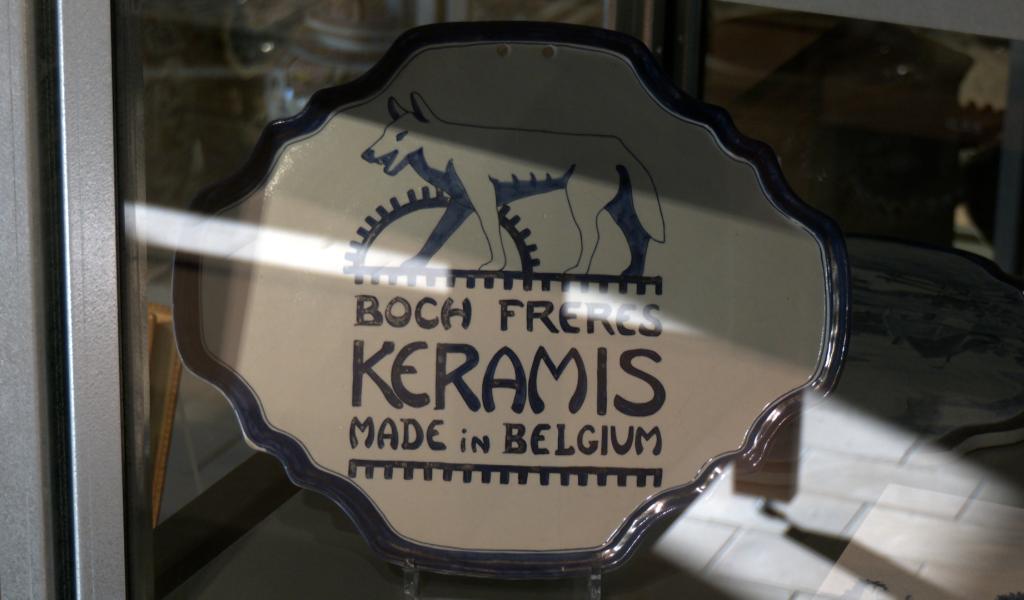 BOCH FRERES
KERAMIS
MADE in BELGIUM